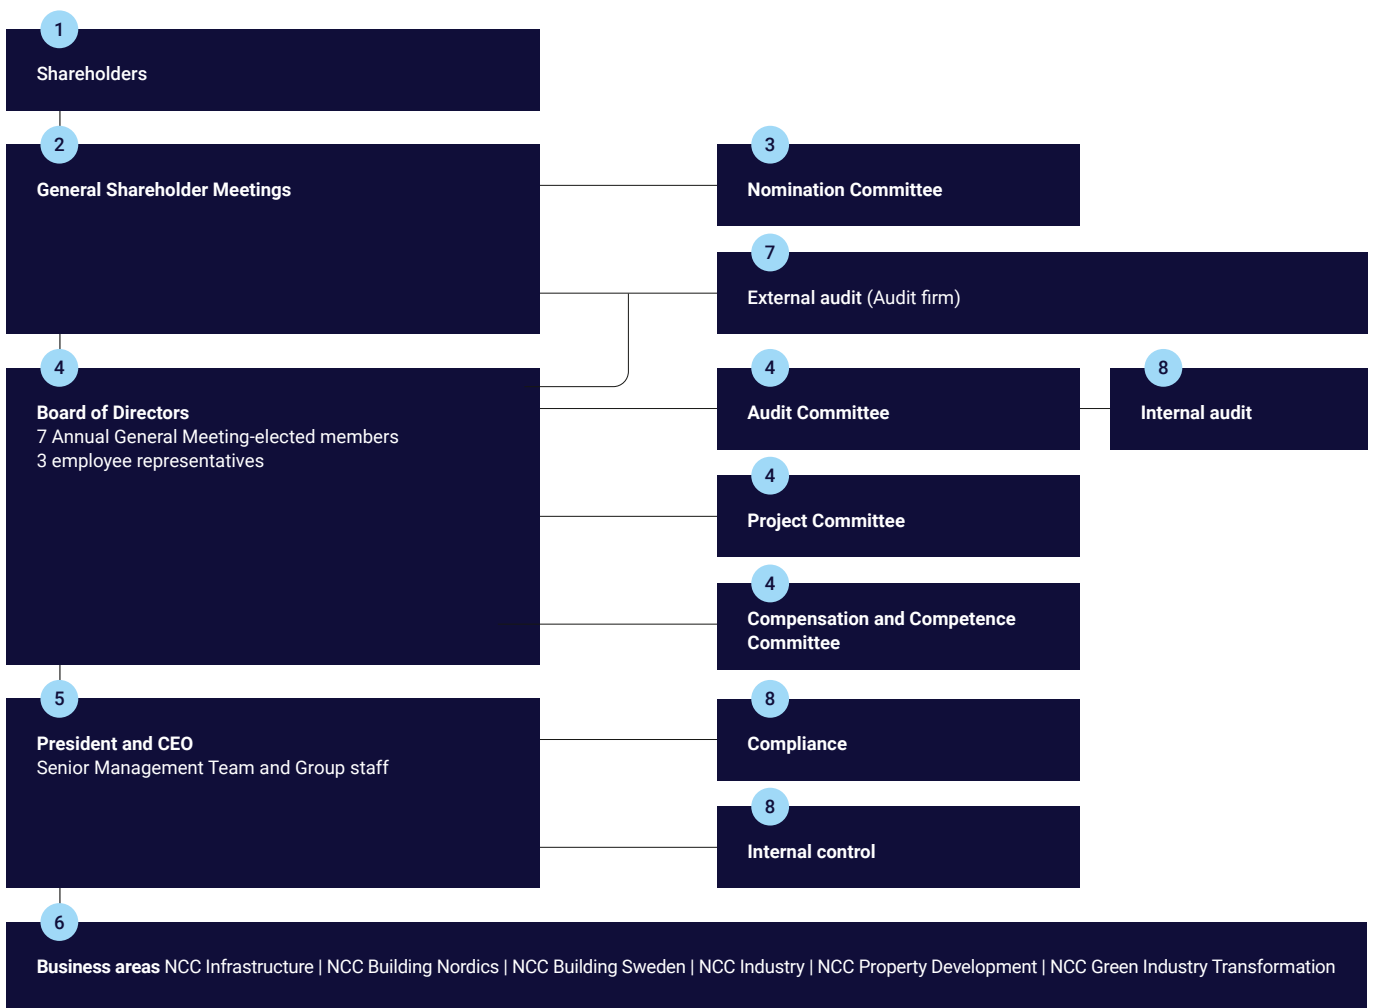 1
Shareholders
2
General Shareholder Meetings
3
Nomination Committee
7
External audit (Audit firm)
4
Board of Directors
7 Annual General Meeting-elected members
3 employee representatives
4
Audit Committee
8
Internal audit
4
Project Committee
4
Compensation and Competence
Committee
5
President and CEO
Senior Management Team and Group staff
8
Compliance
8
Internal control
6
Business areas NCC Infrastructure | NCC Building Nordics | NCC Building Sweden | NCC Industry | NCC Property Development | NCC Green Industry Transformation